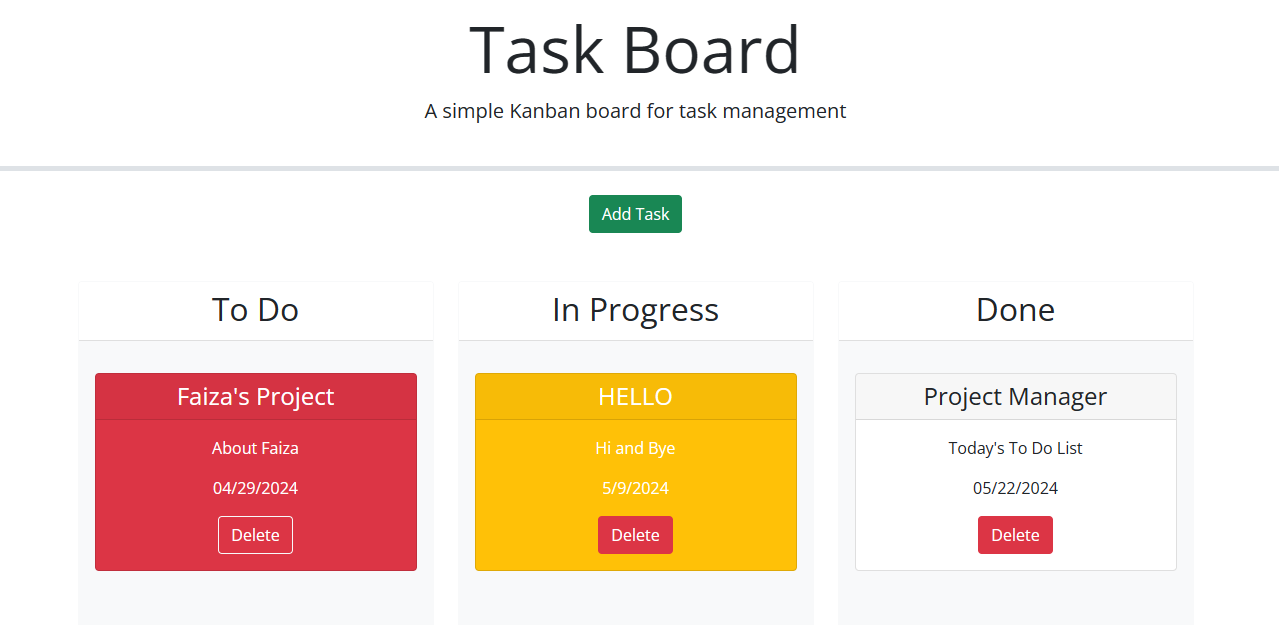 Task Board
A simple Kanban board for task management
Add Task
To Do
Faiza's Project
About Faiza
04/29/2024
Delete
In Progress
HELLO
Hi and Bye
5/9/2024
Delete
Done
Project Manager
Today's To Do List
05/22/2024
Delete